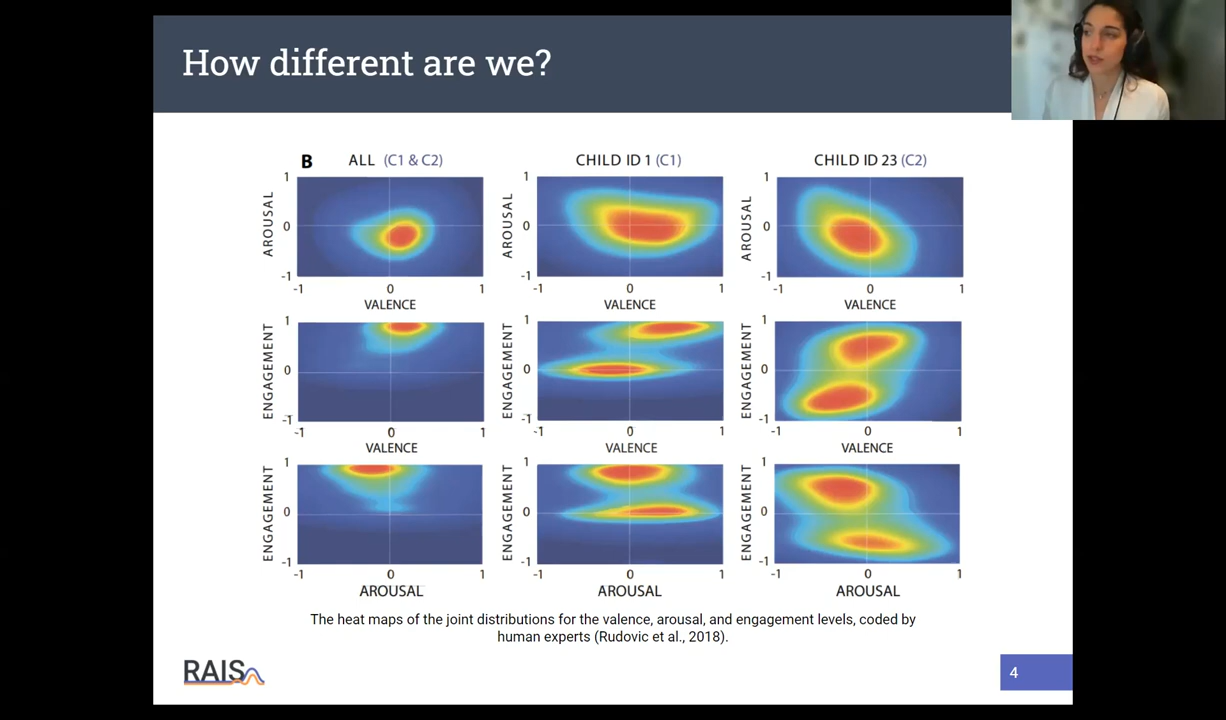 How different are we?
B ALL (C1 & C2) CHILD ID 1 (C1) CHILD ID 23 (C2)
1 1 1
AROUSAL AROUSAL AROUSAL
0 0 0
-1 -1 -1
-1 0 1 -1 0 1 -1 0 1
VALENCE VALENCE VALENCE
1 1 1
ENGAGEMENT ENGAGEMENT ENGAGEMENT
0 0 0
-1 -1 -1
-1 0 1 -1 0 1 -1 0 1
VALENCE VALENCE VALENCE
1 1 1
ENGAGEMENT ENGAGEMENT ENGAGEMENT
0 0 0
-1 -1 -1
-1 0 1 -1 0 1 -1 0 1
AROUSAL AROUSAL AROUSAL
The heat maps of the joint distributions for the valence, arousal, and engagement levels, coded by
human experts (Rudovic et al., 2018).
RAIS
4